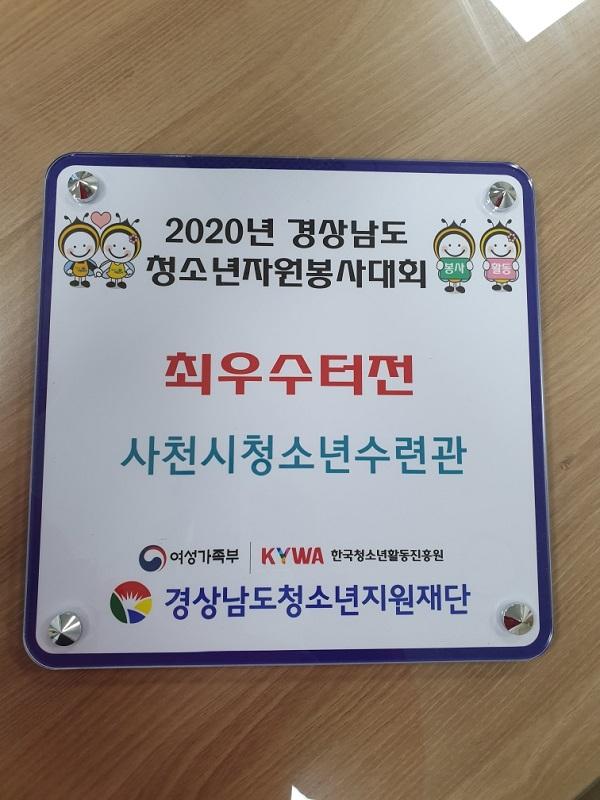 2020년 경상남도
청소년자원봉사대회
봉사 활동
최우수터전
사천시청소년수련관
여성가족부 KYWA 한국청소년활동진흥원
경상남도청소년지원재단